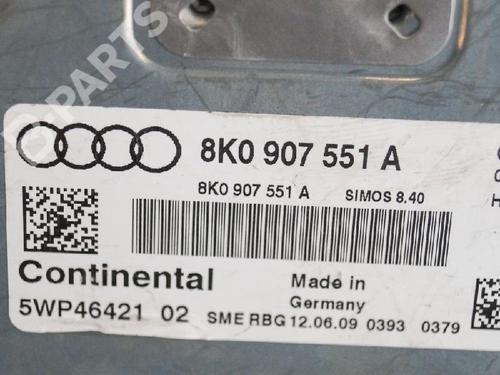 B-PARTS
8K0 907 551 A
8K0 907 551 A SIMOS 8.40
Continental
Made in
Germany
5WP46421 02 SME RBG 12.06.09 0393 0379